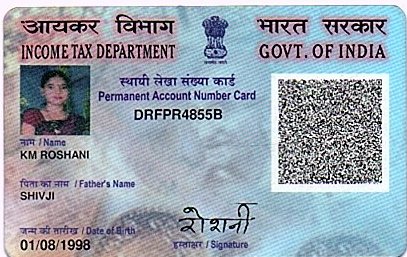 आयकर विभाग
INCOME TAX DEPARTMENT
भारत सरकार
GOVT. OF INDIA
स्थायी लेखा संख्या कार्ड
Permanent Account Number Card
DRFPR4855B
नाम / Name
KM ROSHANI
पिता का नाम / Father's Name
SHIVJI
जन्म की तारीख / Date of Birth
01/08/1998
रोशनी
हस्ताक्षर / Signature